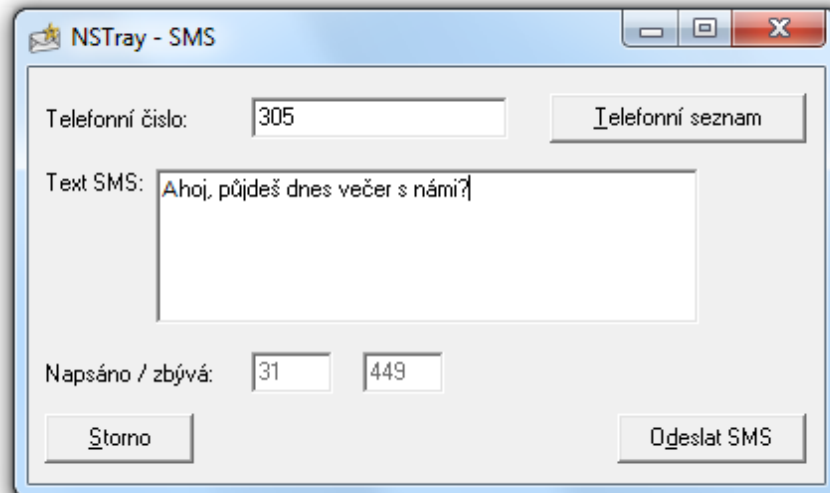 NSTray - SMS
Telefonní čislo: 305 Telefonní seznam
Text SMS: Ahoj, půjdeš dnes večer s námi?
Napsáno / zbývá: 31 449
Storno Odeslat SMS